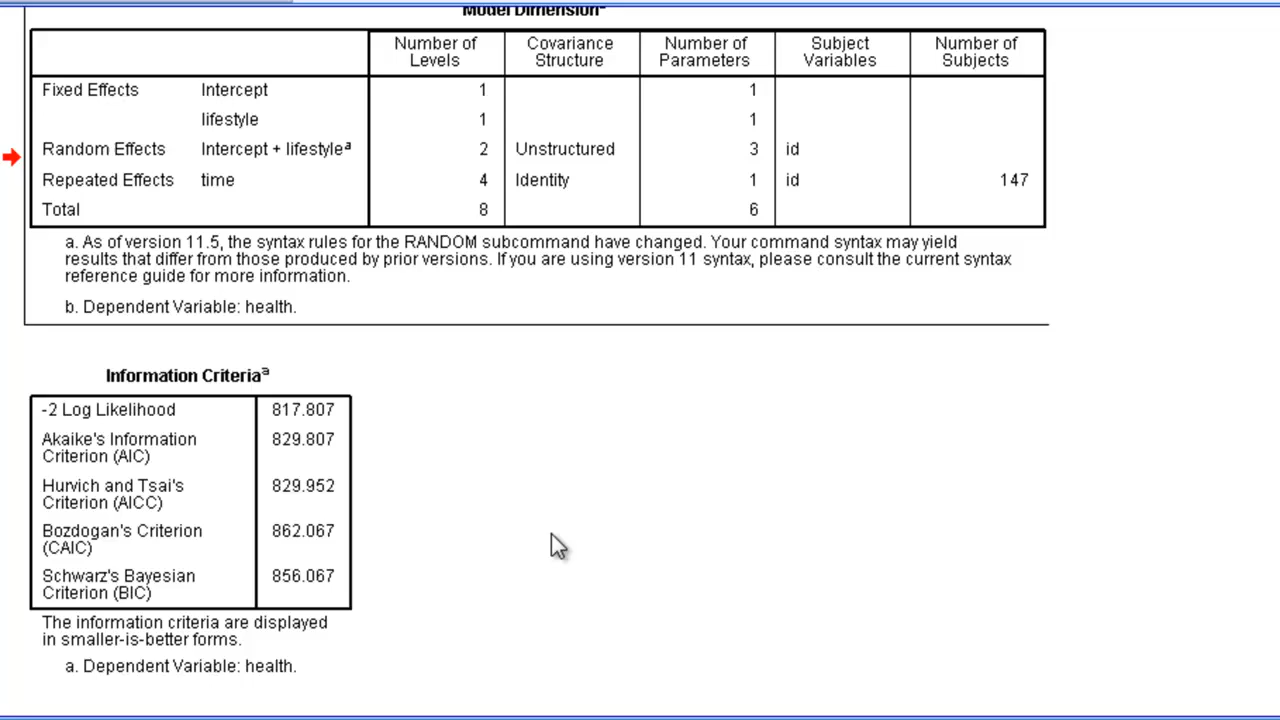 Model Dimension
Number of Levels Covariance Structure Number of Parameters Subject Variables Number of Subjects
Fixed Effects Intercept 1 1
lifestyle 1 1
Random Effects Intercept + lifestyleᵃ 2 Unstructured 3 id
Repeated Effects time 4 Identity 1 id 147
Total 8 6
a. As of version 11.5, the syntax rules for the RANDOM subcommand have changed. Your command syntax may yield
results that differ from those produced by prior versions. If you are using version 11 syntax, please consult the current syntax
reference guide for more information.
b. Dependent Variable: health.
Information Criteriaᵃ
-2 Log Likelihood 817.807
Akaike's Information Criterion (AIC) 829.807
Hurvich and Tsai's Criterion (AICC) 829.952
Bozdogan's Criterion (CAIC) 862.067
Schwarz's Bayesian Criterion (BIC) 856.067
The information criteria are displayed
in smaller-is-better forms.
a. Dependent Variable: health.